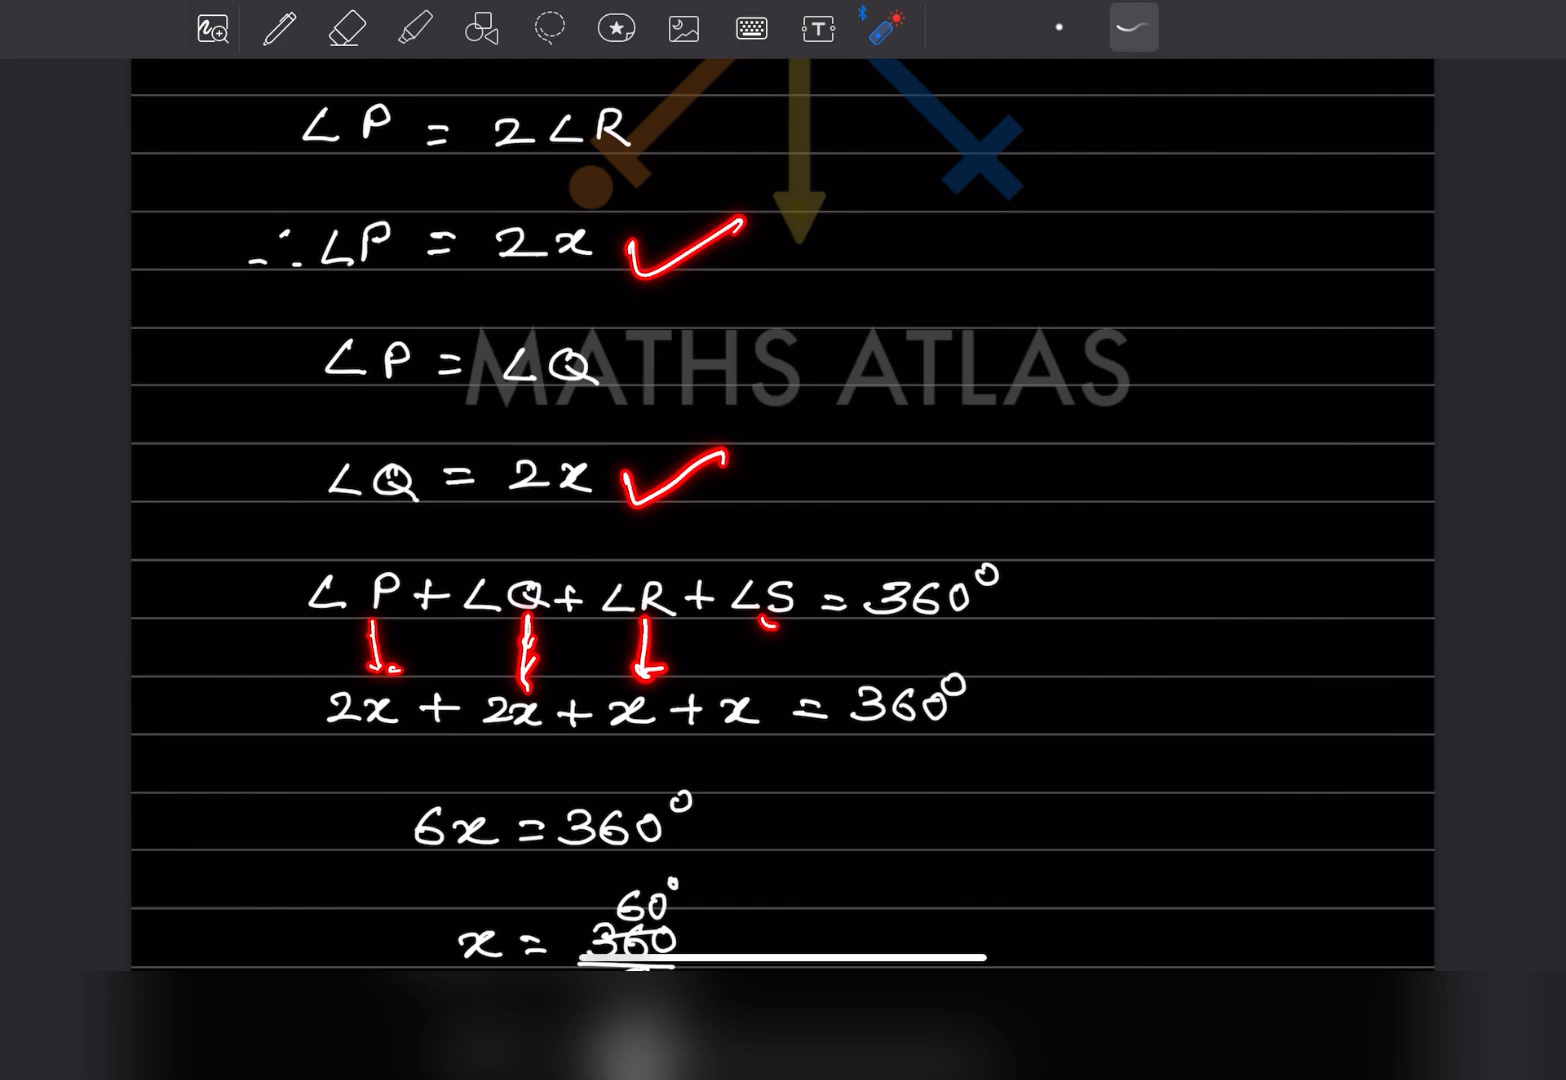 ∠P = 2∠R
∴ ∠P = 2x
∠P = ∠Q
MATHS ATLAS
∠Q = 2x
∠P + ∠Q + ∠R + ∠S = 360°
2x + 2x + x + x = 360°
6x = 360°
60°
x = 360